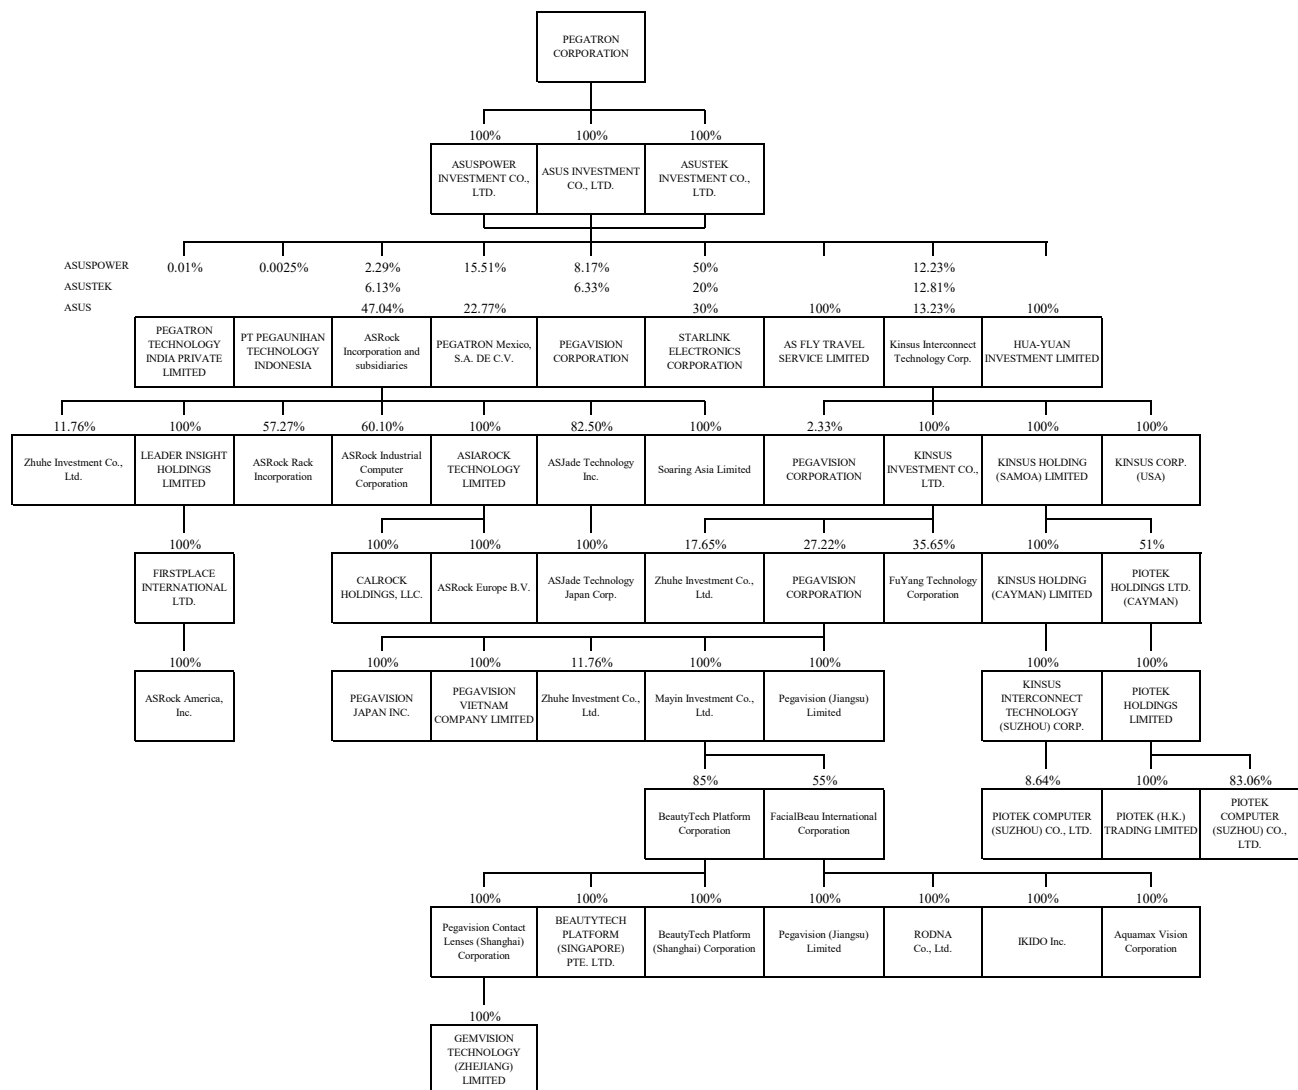 PEGATRON
CORPORATION
100%
100%
100%
ASUSPOWER
INVESTMENT CO.,
LTD.
ASUS INVESTMENT
CO., LTD.
ASUSTEK
INVESTMENT CO.,
LTD.
ASUSPOWER
0.01%
0.0025%
2.29%
15.51%
8.17%
50%
12.23%
ASUSTEK
6.13%
6.33%
20%
12.81%
ASUS
47.04%
22.77%
30%
100%
13.23%
100%
PEGATRON
TECHNOLOGY
INDIA PRIVATE
LIMITED
PT PEGAUNIHAN
TECHNOLOGY
INDONESIA
ASRock
Incorporation and
subsidiaries
PEGATRON Mexico,
S.A. DE C.V.
PEGAVISION
CORPORATION
STARLINK
ELECTRONICS
CORPORATION
AS FLY TRAVEL
SERVICE LIMITED
Kinsus Interconnect
Technology Corp.
HUA-YUAN
INVESTMENT LIMITED
11.76%
100%
57.27%
60.10%
100%
82.50%
100%
2.33%
100%
100%
100%
Zhuhe Investment Co.,
Ltd.
LEADER INSIGHT
HOLDINGS
LIMITED
ASRock Rack
Incorporation
ASRock Industrial
Computer
Corporation
ASIAROCK
TECHNOLOGY
LIMITED
ASJade Technology
Inc.
Soaring Asia Limited
PEGAVISION
CORPORATION
KINSUS
INVESTMENT CO.,
LTD.
KINSUS HOLDING
(SAMOA) LIMITED
KINSUS CORP.
(USA)
100%
100%
100%
100%
17.65%
27.22%
35.65%
100%
51%
FIRSTPLACE
INTERNATIONAL
LTD.
CALROCK
HOLDINGS, LLC.
ASRock Europe B.V.
ASJade Technology
Japan Corp.
Zhuhe Investment Co.,
Ltd.
PEGAVISION
CORPORATION
FuYang Technology
Corporation
KINSUS HOLDING
(CAYMAN) LIMITED
PIOTEK
HOLDINGS LTD.
(CAYMAN)
100%
100%
100%
11.76%
100%
100%
100%
100%
ASRock America,
Inc.
PEGAVISION
JAPAN INC.
PEGAVISION
VIETNAM
COMPANY LIMITED
Zhuhe Investment Co.,
Ltd.
Mayin Investment Co.,
Ltd.
Pegavision (Jiangsu)
Limited
KINSUS
INTERCONNECT
TECHNOLOGY
(SUZHOU) CORP.
PIOTEK
HOLDINGS
LIMITED
85%
55%
8.64%
100%
83.06%
BeautyTech Platform
Corporation
FacialBeau International
Corporation
PIOTEK COMPUTER
(SUZHOU) CO., LTD.
PIOTEK (H.K.)
TRADING LIMITED
PIOTEK
COMPUTER
(SUZHOU) CO.,
LTD.
100%
100%
100%
100%
100%
100%
100%
Pegavision Contact
Lenses (Shanghai)
Corporation
BEAUTYTECH
PLATFORM
(SINGAPORE)
PTE. LTD.
BeautyTech Platform
(Shanghai) Corporation
Pegavision (Jiangsu)
Limited
RODNA
Co., Ltd.
IKIDO Inc.
Aquamax Vision
Corporation
100%
GEMVISION
TECHNOLOGY
(ZHEJIANG)
LIMITED